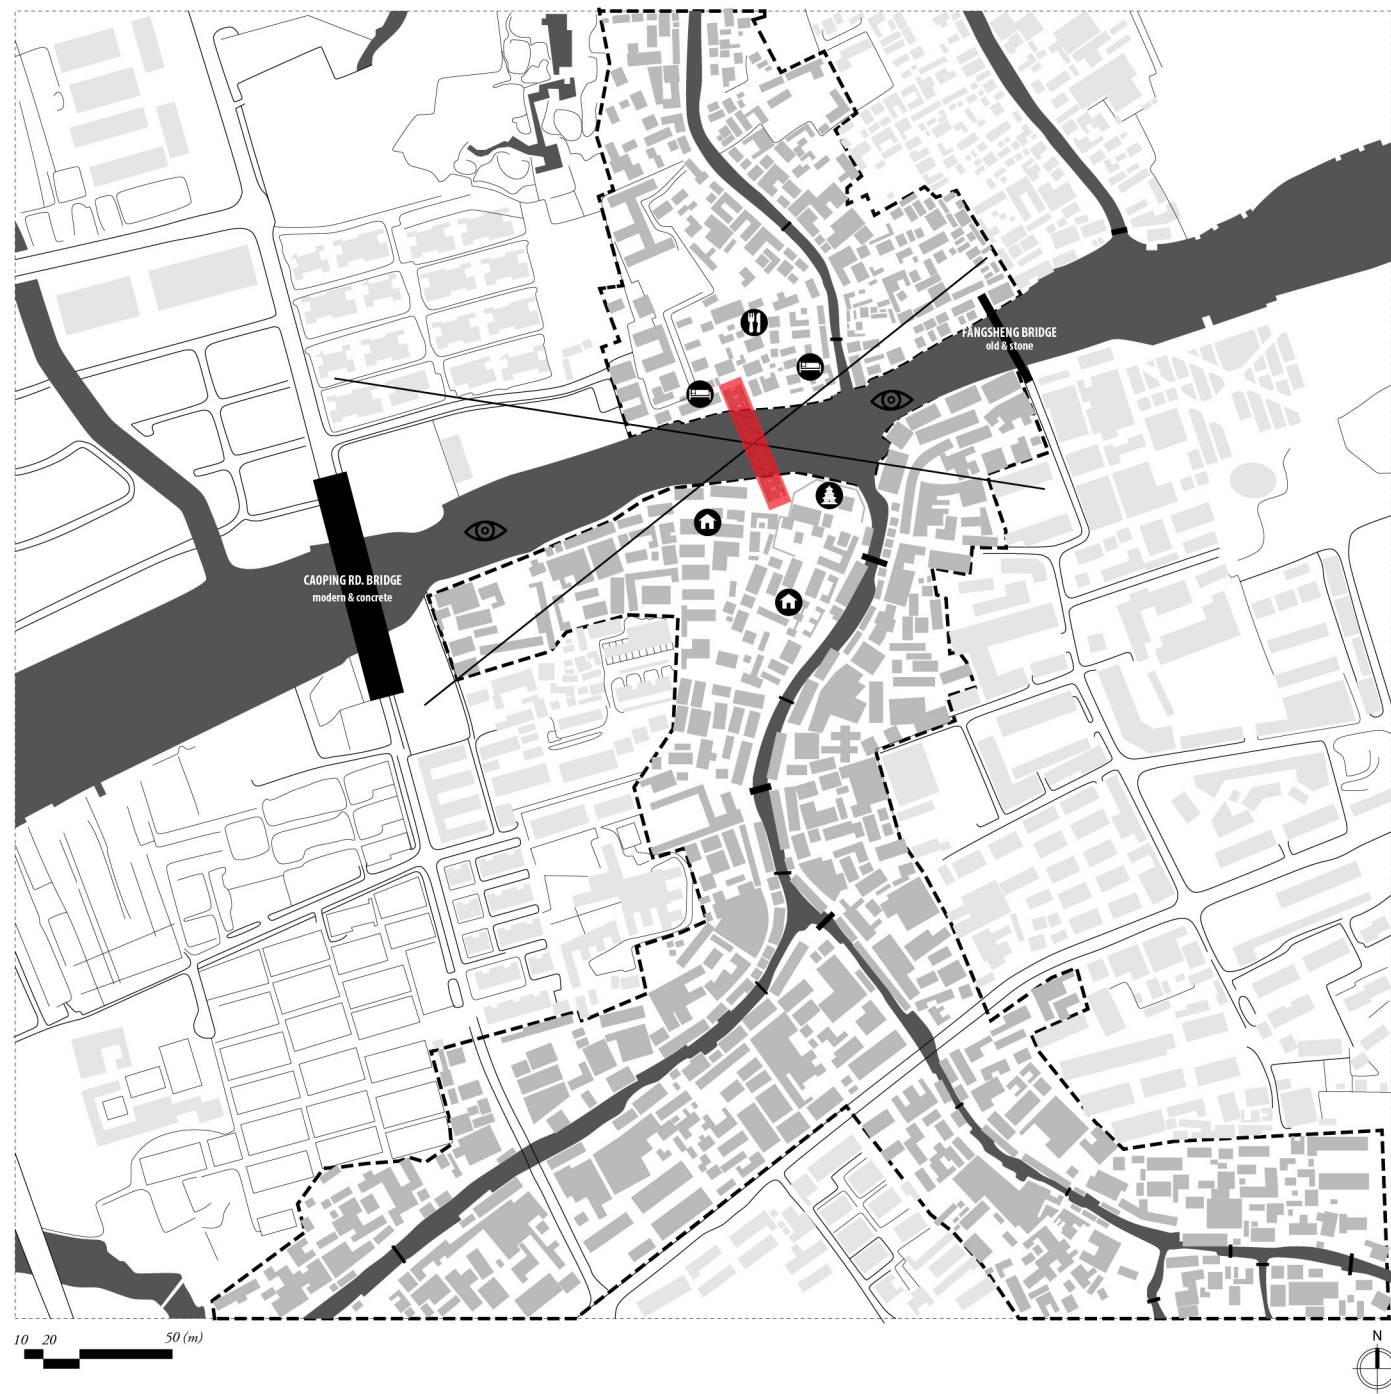 FANGSHENG BRIDGE
old & stone
CAOPING RD. BRIDGE
modern & concrete
10 20 50 (m)
N